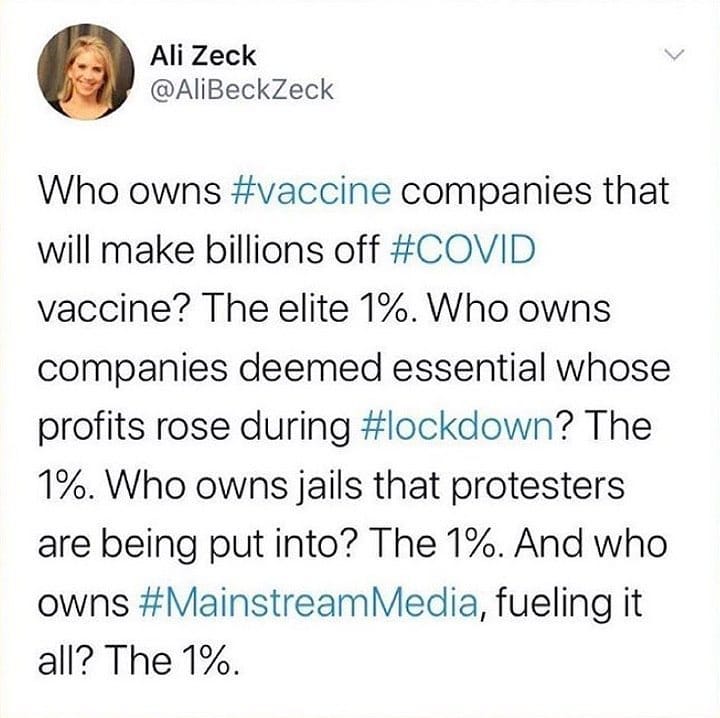 Ali Zeck
@AliBeckZeck
Who owns #vaccine companies that
will make billions off #COVID
vaccine? The elite 1%. Who owns
companies deemed essential whose
profits rose during #lockdown? The
1%. Who owns jails that protesters
are being put into? The 1%. And who
owns #MainstreamMedia, fueling it
all? The 1%.